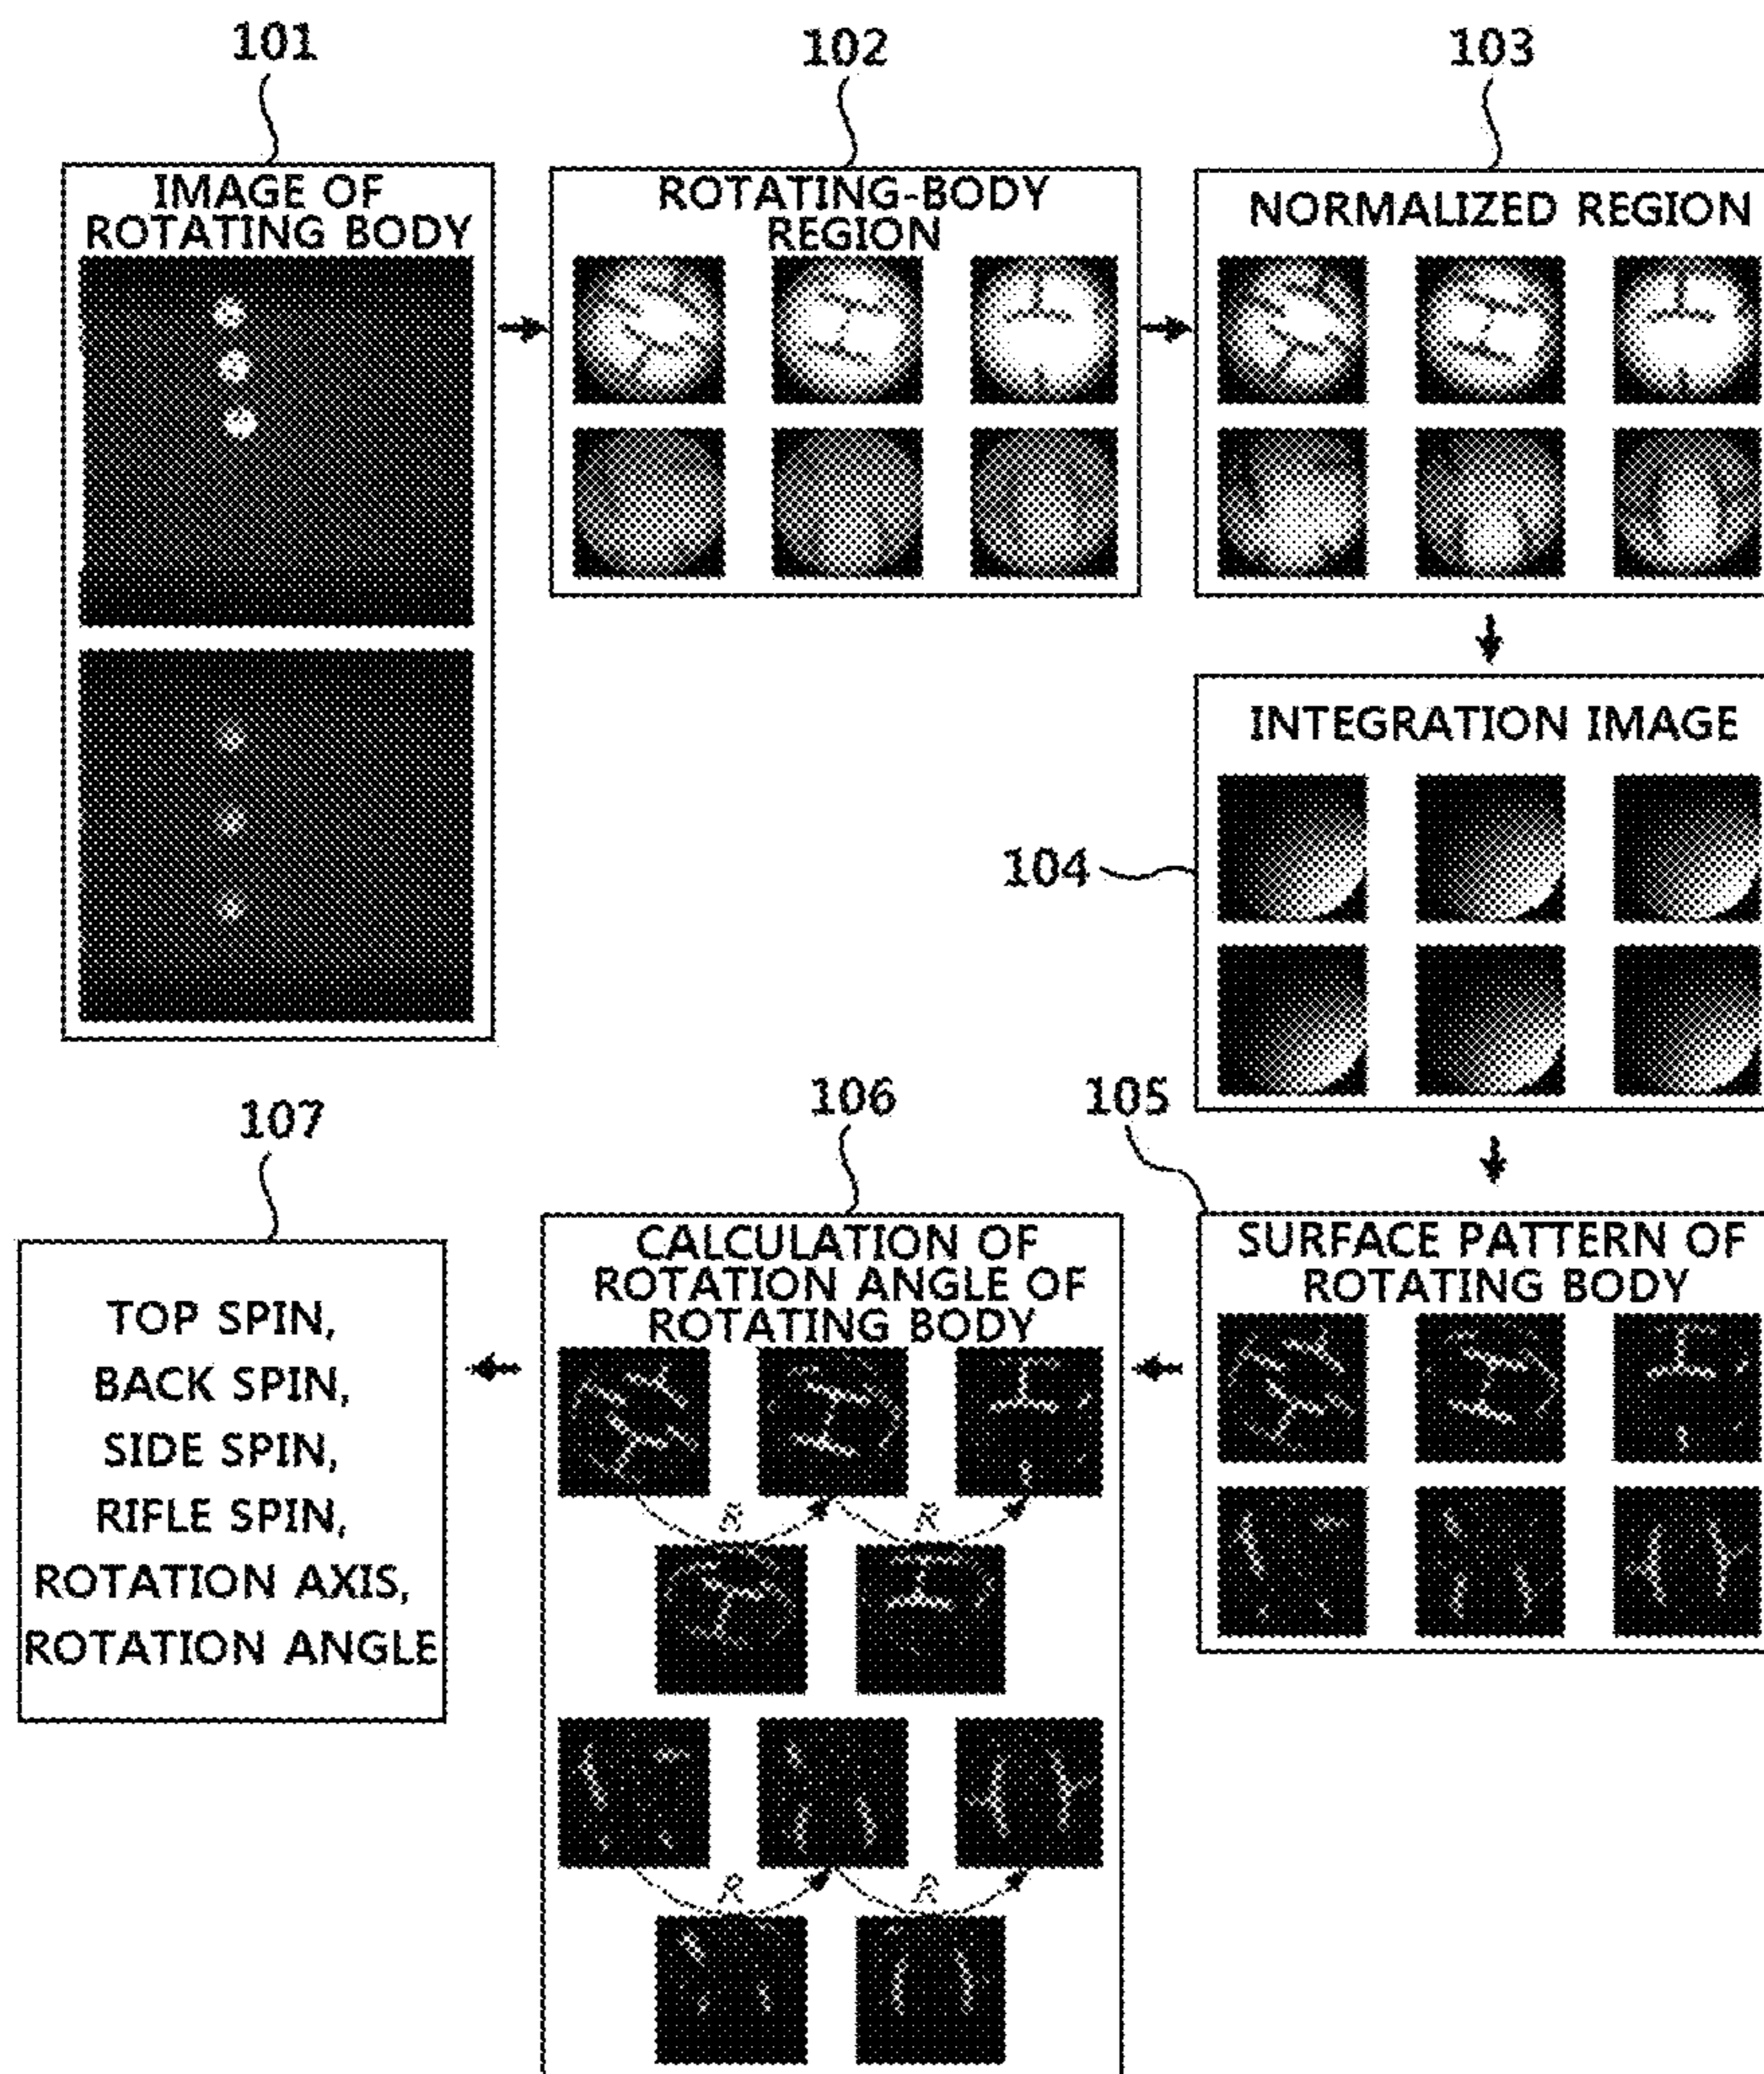 101
102
103
IMAGE OF
ROTATING BODY
ROTATING-BODY
REGION
NORMALIZED REGION
INTEGRATION IMAGE
104
105
SURFACE PATTERN OF
ROTATING BODY
106
CALCULATION OF
ROTATION ANGLE OF
ROTATING BODY
R R
R R
107
TOP SPIN,
BACK SPIN,
SIDE SPIN,
RIFLE SPIN,
ROTATION AXIS,
ROTATION ANGLE